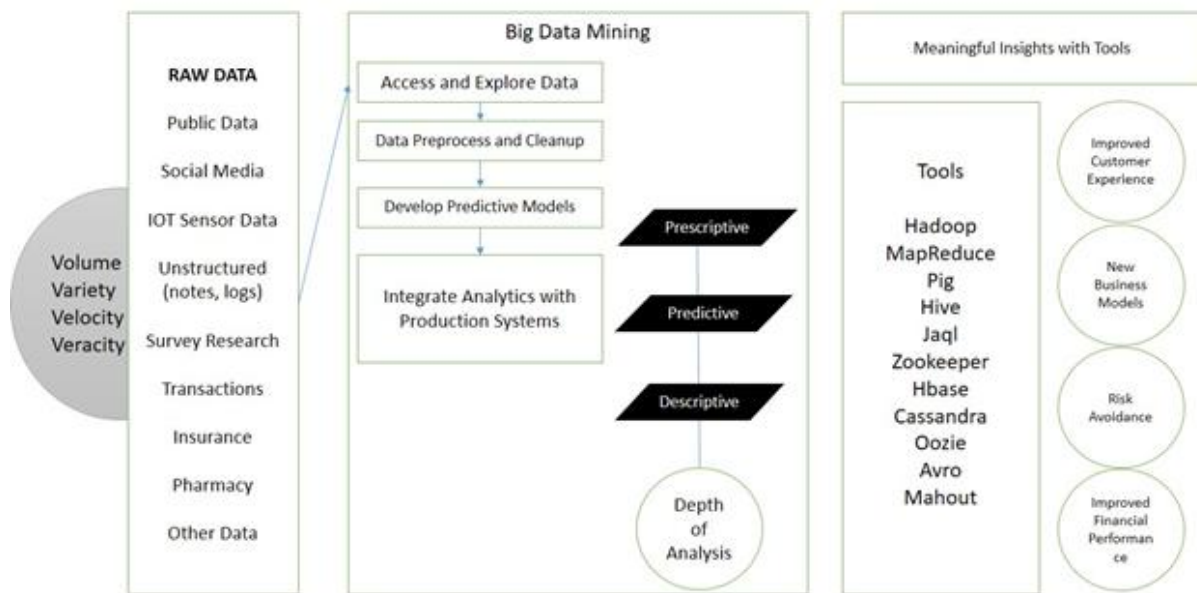 Volume
Variety
Velocity
Veracity
RAW DATA
Public Data
Social Media
IOT Sensor Data
Unstructured
(notes, logs)
Survey Research
Transactions
Insurance
Pharmacy
Other Data
Big Data Mining
Access and Explore Data
Data Preprocess and Cleanup
Develop Predictive Models
Integrate Analytics with
Production Systems
Prescriptive
Predictive
Descriptive
Depth
of
Analysis
Meaningful Insights with Tools
Tools
Hadoop
MapReduce
Pig
Hive
Jaql
Zookeeper
Hbase
Cassandra
Oozie
Avro
Mahout
Improved
Customer
Experience
New
Business
Models
Risk
Avoidance
Improved
Financial
Performan
ce